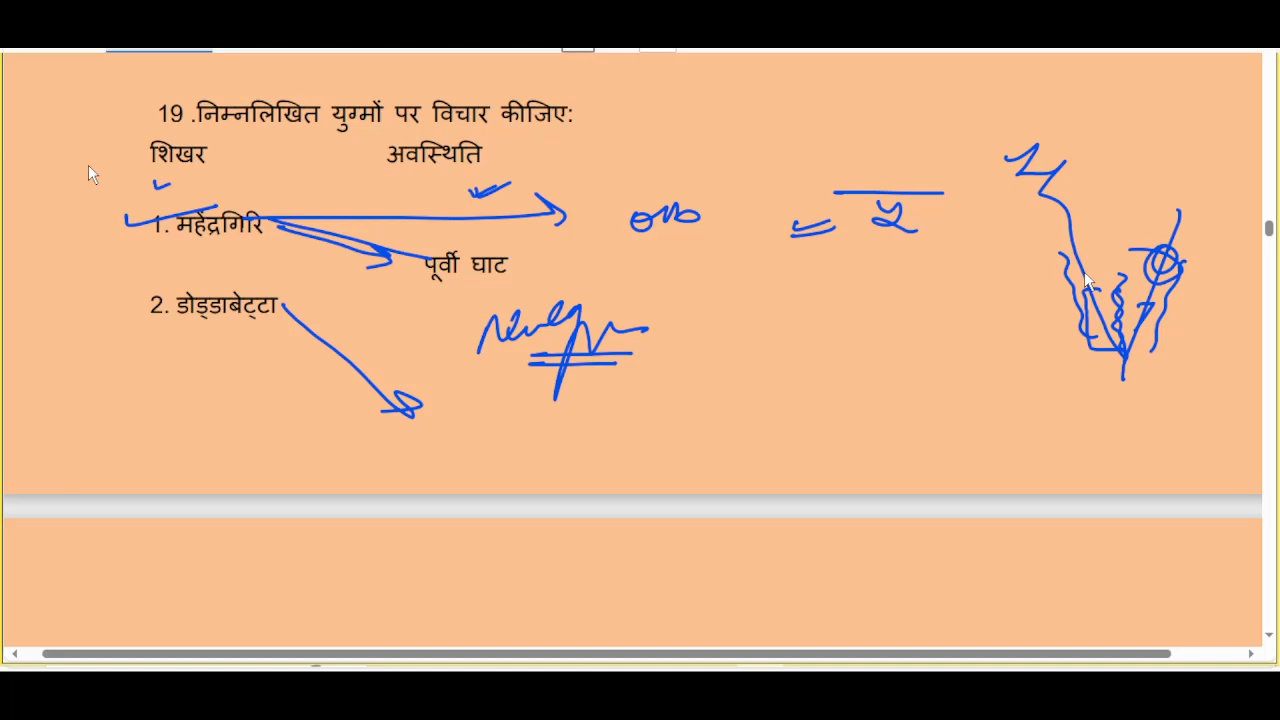 19 .निम्नलिखित युग्मों पर विचार कीजिए:
शिखर अवस्थिति
1. महेंद्रगिरि
पूर्वी घाट
2. डोड्डाबेट्टा